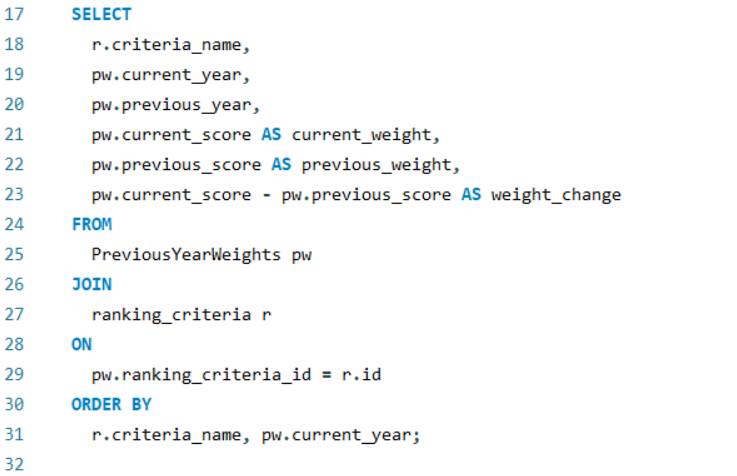 17 SELECT
18 r.criteria_name,
19 pw.current_year,
20 pw.previous_year,
21 pw.current_score AS current_weight,
22 pw.previous_score AS previous_weight,
23 pw.current_score - pw.previous_score AS weight_change
24 FROM
25 PreviousYearWeights pw
26 JOIN
27 ranking_criteria r
28 ON
29 pw.ranking_criteria_id = r.id
30 ORDER BY
31 r.criteria_name, pw.current_year;
32